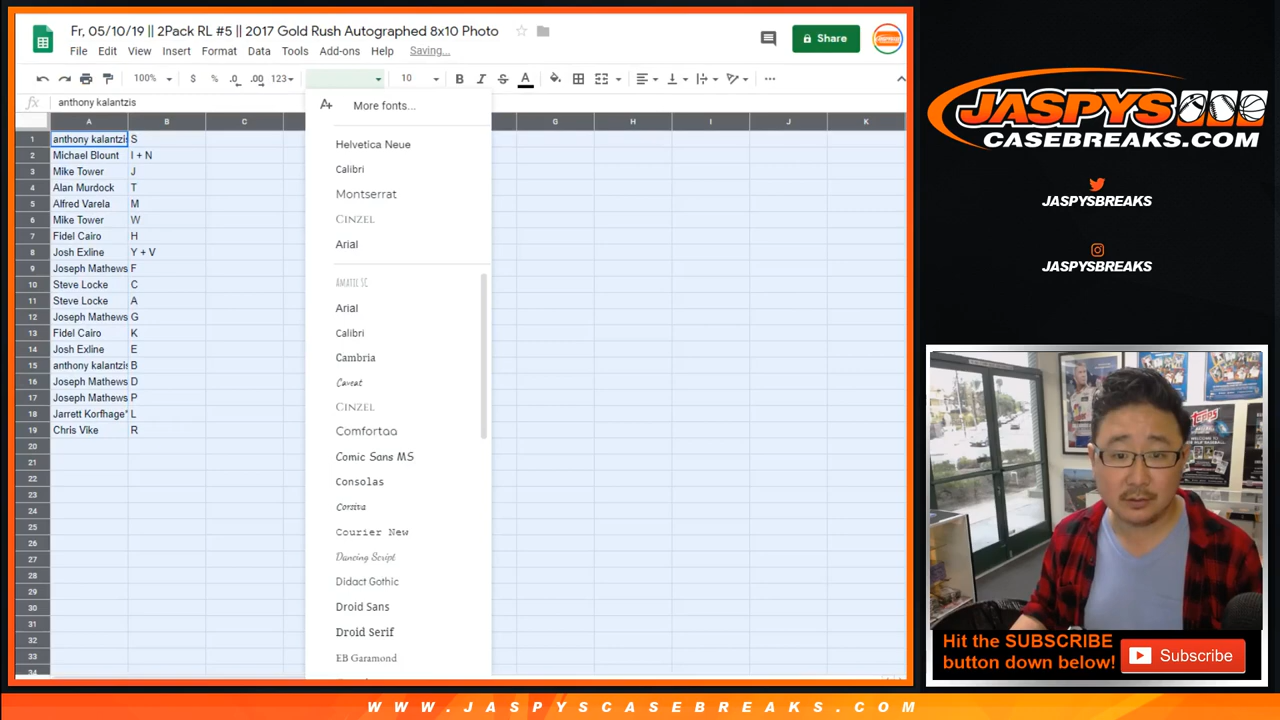 Fr, 05/10/19 || 2Pack RL #5 || 2017 Gold Rush Autographed 8x10 Photo
File Edit View Insert Format Data Tools Add-ons Help Saving...
Share
100% $ % .0 .00 123 10 B I S A
fx anthony kalantzis
More fonts...
A B C G H I J K
1 anthony kalantzis S
2 Michael Blount I + N
3 Mike Tower J
4 Alan Murdock T
5 Alfred Varela M
6 Mike Tower W
7 Fidel Cairo H
8 Josh Exline Y + V
9 Joseph Mathews F
10 Steve Locke C
11 Steve Locke A
12 Joseph Mathews G
13 Fidel Cairo K
14 Josh Exline E
15 anthony kalantzis B
16 Joseph Mathews D
17 Joseph Mathews P
18 Jarrett Korfhage* L
19 Chris Vike R
20
21
22
23
24
25
26
27
28
29
30
31
32
33
34
Helvetica Neue
Calibri
Montserrat
Cinzel
Arial
Amatic SC
Arial
Calibri
Cambria
Caveat
Cinzel
Comfortaa
Comic Sans MS
Consolas
Corsiva
Courier New
Dancing Script
Didact Gothic
Droid Sans
Droid Serif
EB Garamond
JASPYS
CASEBREAKS.COM
JASPYSBREAKS
JASPYSBREAKS
topps
Hit the SUBSCRIBE
button down below!
Subscribe
WWW.JASPYSCASEBREAKS.COM